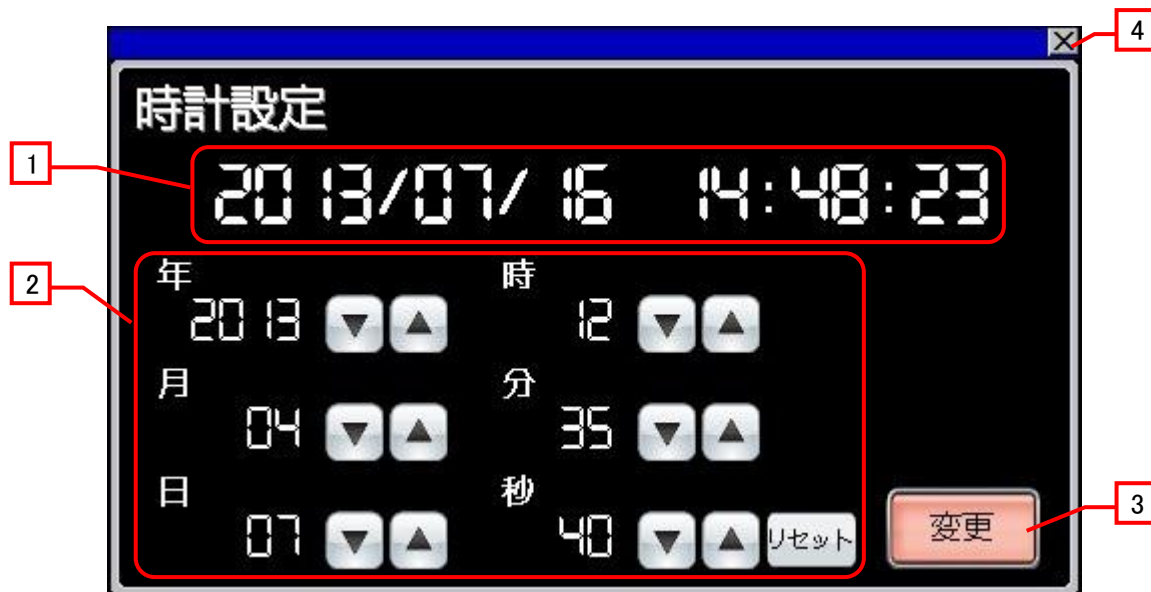 4
時計設定
1
2013/07/16 14:48:23
2
年 時
2013 ▼ ▲ 12 ▼ ▲
月 分
04 ▼ ▲ 35 ▼ ▲
日 秒
07 ▼ ▲ 40 ▼ ▲ リセット
変更
3